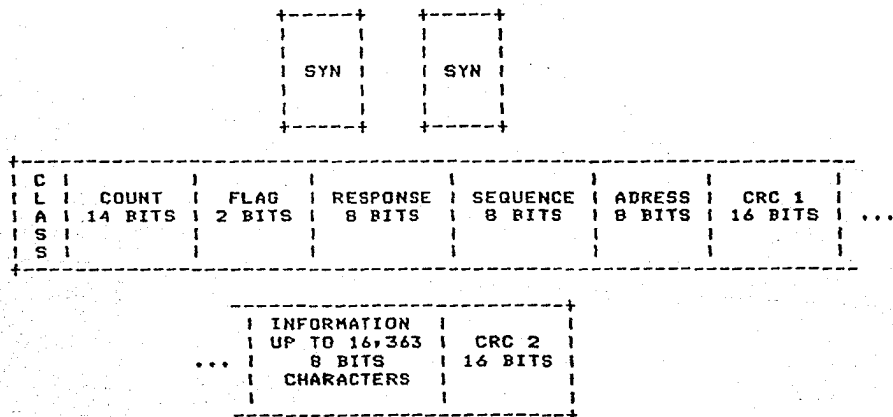 SYN SYN
CLASS
COUNT FLAG RESPONSE SEQUENCE ADRESS CRC 1
14 BITS 2 BITS 8 BITS 8 BITS 8 BITS 16 BITS ...
INFORMATION
UP TO 16,363 CRC 2
... 8 BITS 16 BITS
CHARACTERS